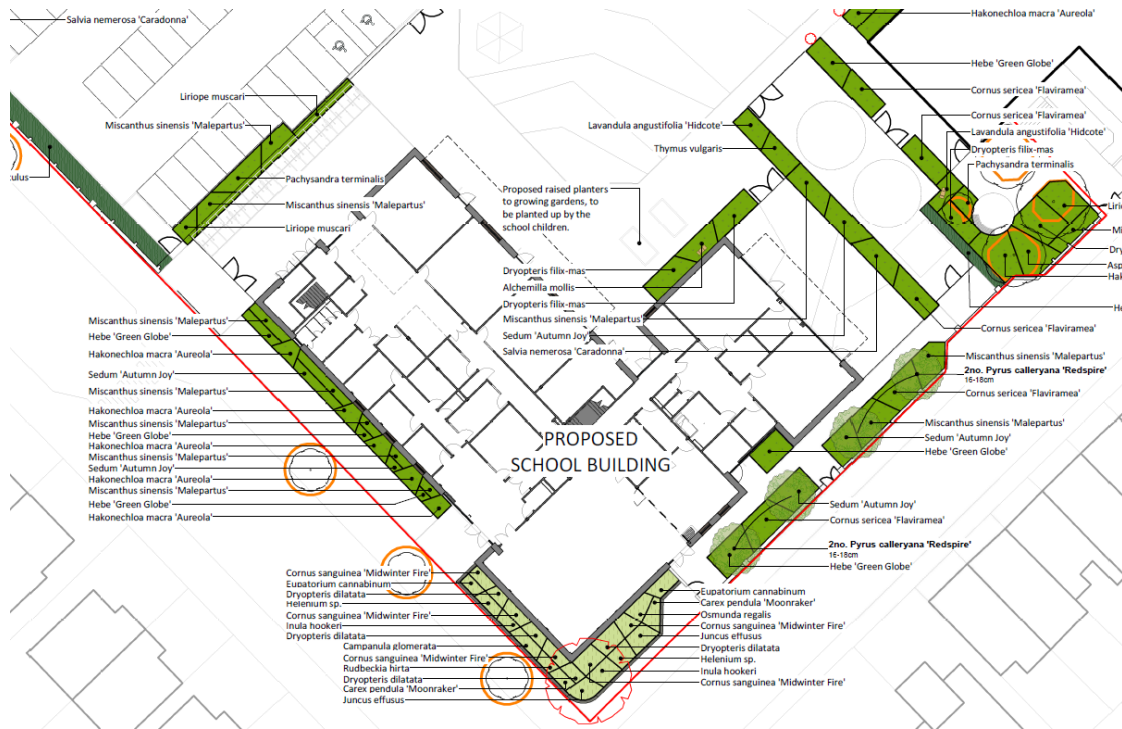 Salvia nemerosa 'Caradonna'
Liriope muscari
Miscanthus sinensis 'Malepartus'
ulus
Pachysandra terminalis
Miscanthus sinensis 'Malepartus'
Liriope muscari
Hakonechloa macra 'Aureola'
Hebe 'Green Globe'
Cornus sericea 'Flaviramea'
Cornus sericea 'Flaviramea'
Lavandula angustifolia 'Hidcote'
Dryopteris filix-mas
Pachysandra terminalis
Liri
Mi
Dry
Asp
Hak
He
Lavandula angustifolia 'Hidcote'
Thymus vulgaris
Proposed raised planters
to growing gardens, to
be planted up by the
school children.
Dryopteris filix-mas
Alchemilla mollis
Dryopteris filix-mas
Miscanthus sinensis 'Malepartus'
Sedum 'Autumn Joy'
Salvia nemerosa 'Caradonna'
Cornus sericea 'Flaviramea'
Miscanthus sinensis 'Malepartus'
2no. Pyrus calleryana 'Redspire'
16-18cm
Cornus sericea 'Flaviramea'
Miscanthus sinensis 'Malepartus'
Sedum 'Autumn Joy'
Hebe 'Green Globe'
Sedum 'Autumn Joy'
Cornus sericea 'Flaviramea'
2no. Pyrus calleryana 'Redspire'
16-18cm
Hebe 'Green Globe'
Miscanthus sinensis 'Malepartus'
Hebe 'Green Globe'
Hakonechloa macra 'Aureola'
Sedum 'Autumn Joy'
Miscanthus sinensis 'Malepartus'
Hakonechloa macra 'Aureola'
Miscanthus sinensis 'Malepartus'
Hebe 'Green Globe'
Hakonechloa macra 'Aureola'
Miscanthus sinensis 'Malepartus'
Sedum 'Autumn Joy'
Hakonechloa macra 'Aureola'
Miscanthus sinensis 'Malepartus'
Hebe 'Green Globe'
Hakonechloa macra 'Aureola'
PROPOSED
SCHOOL BUILDING
Cornus sanguinea 'Midwinter Fire'
Eupatorium cannabinum
Dryopteris dilatata
Helenium sp.
Cornus sanguinea 'Midwinter Fire'
Inula hookeri
Dryopteris dilatata
Campanula glomerata
Cornus sanguinea 'Midwinter Fire'
Rudbeckia hirta
Dryopteris dilatata
Carex pendula 'Moonraker'
Juncus effusus
Eupatorium cannabinum
Carex pendula 'Moonraker'
Osmunda regalis
Cornus sanguinea 'Midwinter Fire'
Juncus effusus
Dryopteris dilatata
Helenium sp.
Inula hookeri
Cornus sanguinea 'Midwinter Fire'